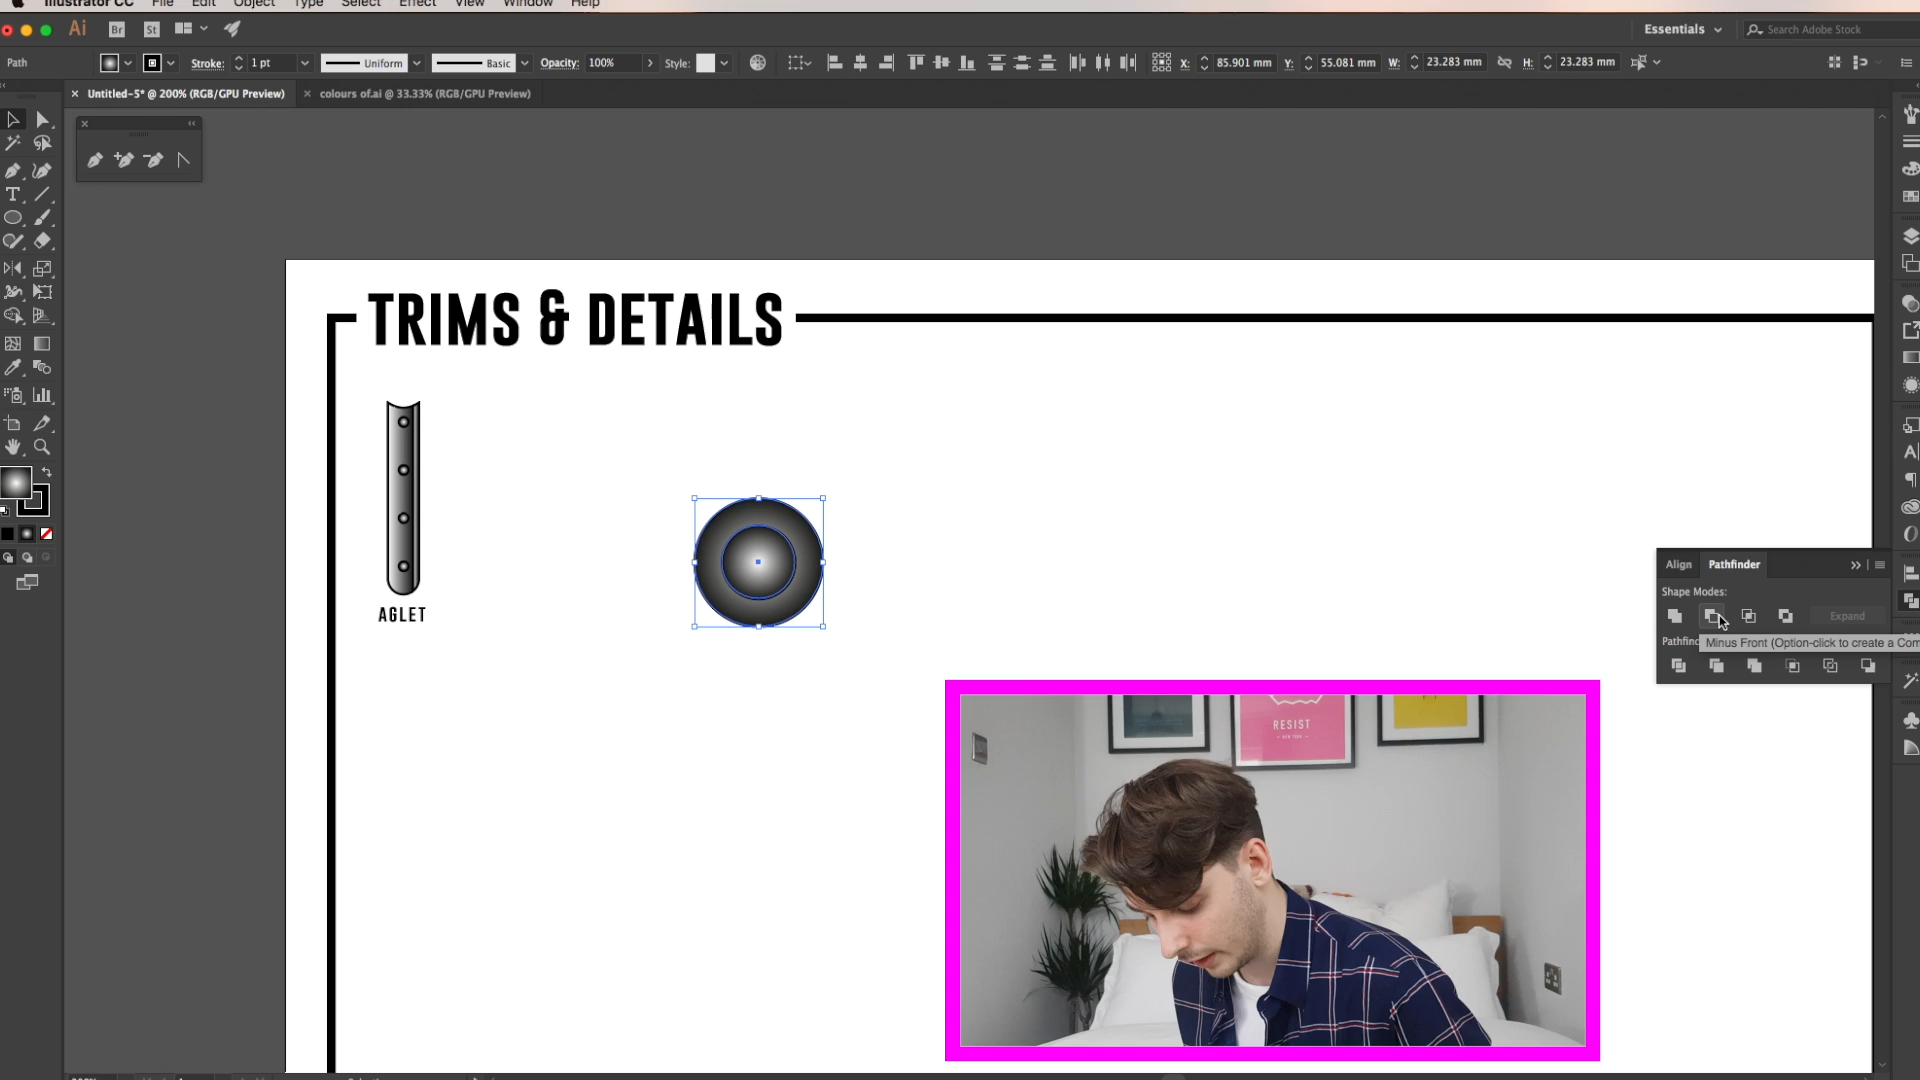 Illustrator CC File Edit Object Type Select Effect View Window Help
Ai Br St Essentials Search Adobe Stock
Path Stroke: 1 pt Uniform Basic Opacity: 100% Style: X: 85.901 mm Y: 55.081 mm W: 23.283 mm H: 23.283 mm
× Untitled-5* @ 200% (RGB/GPU Preview) × colours of.ai @ 33.33% (RGB/GPU Preview)
TRIMS & DETAILS
AGLET
Align Pathfinder
Shape Modes:
Expand
Minus Front (Option-click to create a Com
RESIST